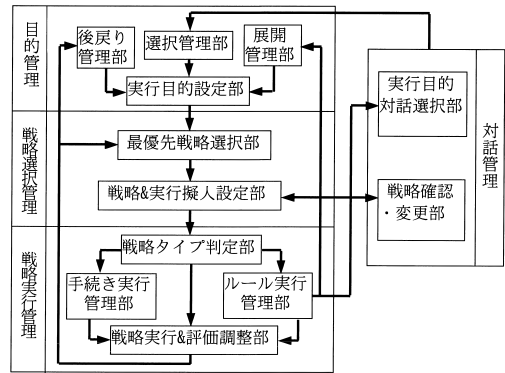 目的管理
後戻り
管理部
選択管理部
展開
管理部
実行目的設定部
戦略選択管理
最優先戦略選択部
戦略&実行擬人設定部
戦略実行管理
戦略タイプ判定部
手続き実行
管理部
ルール実行
管理部
戦略実行&評価調整部
対話管理
実行目的
対話選択部
戦略確認
・変更部